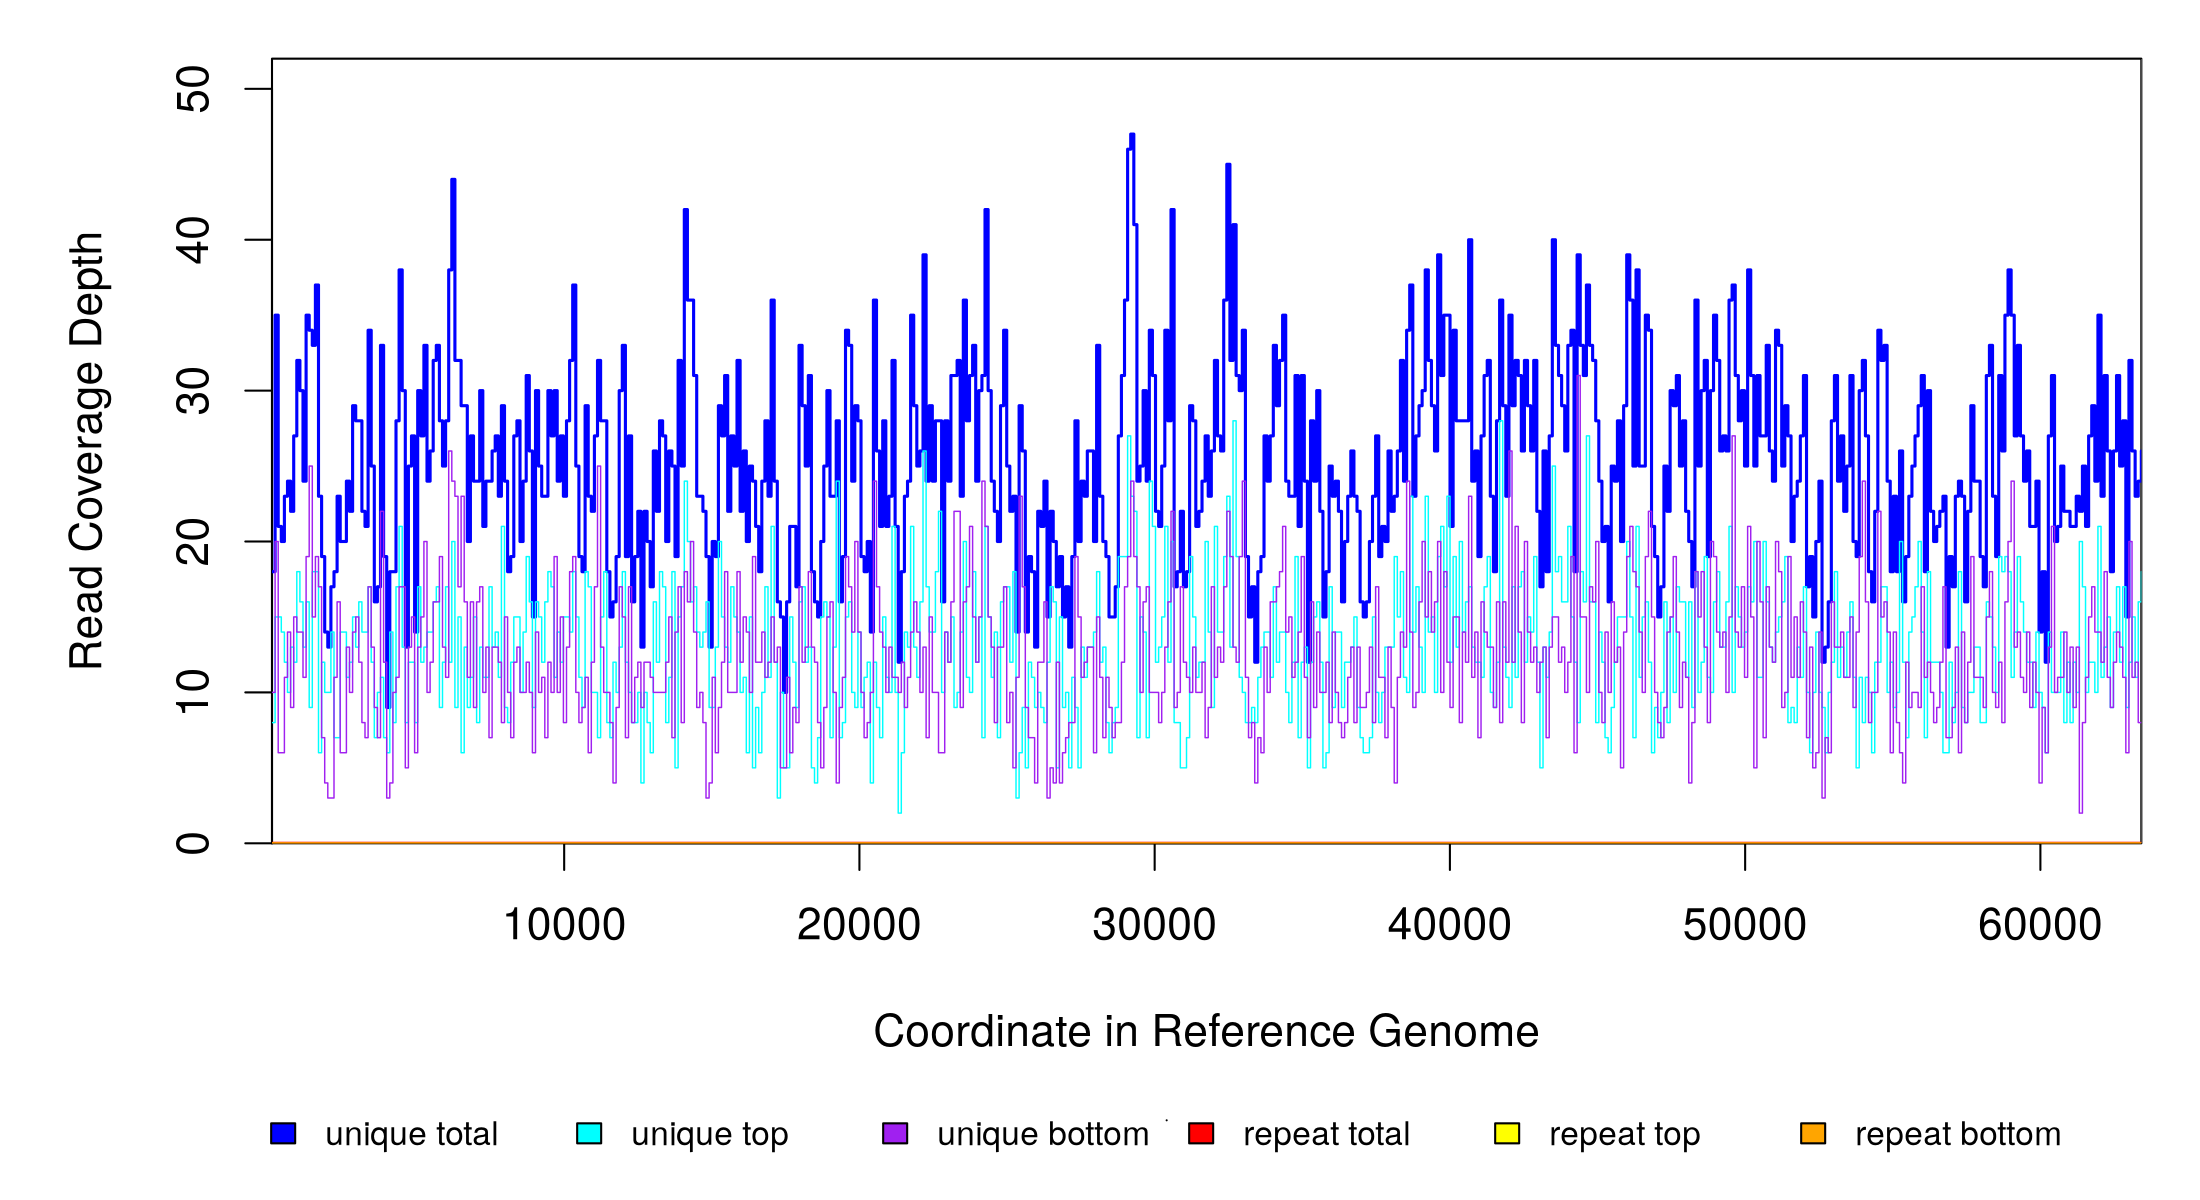 Read Coverage Depth
50
40
30
20
10
0
10000 20000 30000 40000 50000 60000
Coordinate in Reference Genome
unique total unique top unique bottom repeat total repeat top repeat bottom